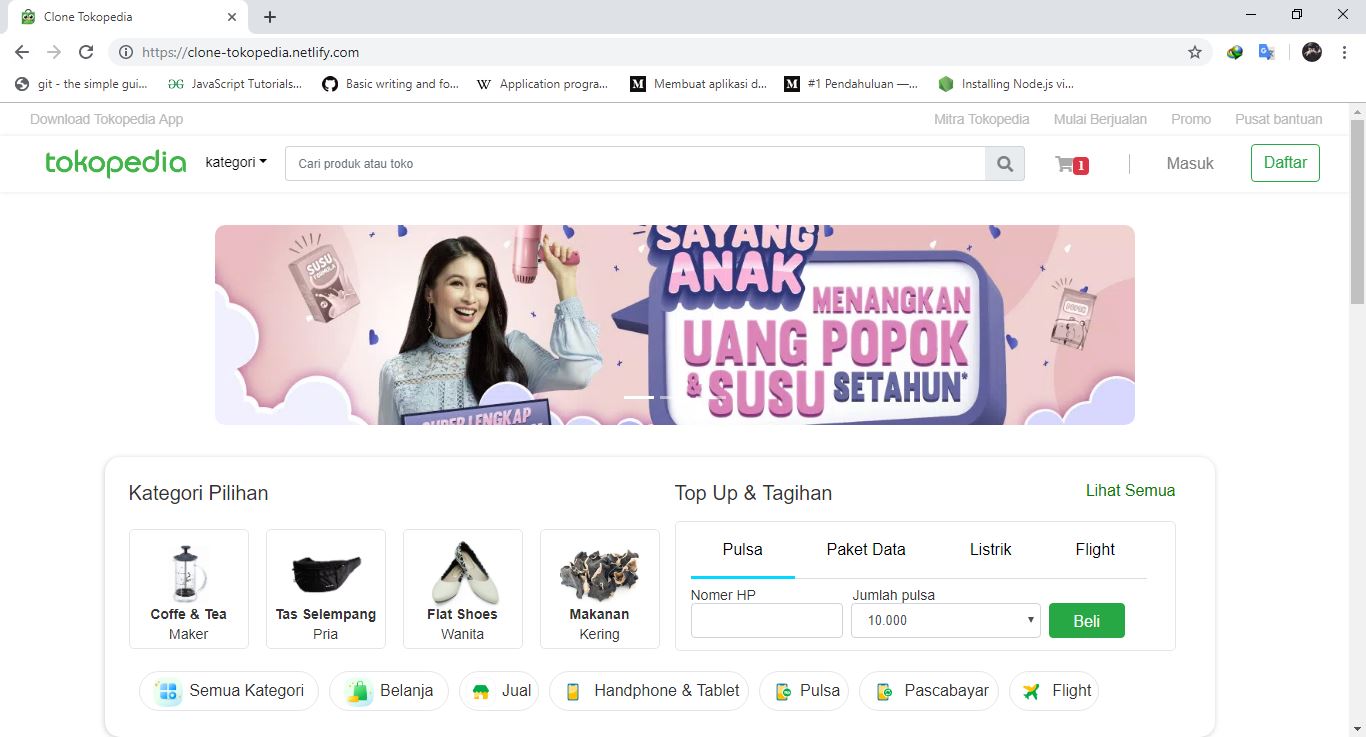 Clone Tokopedia
https://clone-tokopedia.netlify.com
git - the simple gui...
JavaScript Tutorials...
Basic writing and fo...
Application progra...
Membuat aplikasi d...
#1 Pendahuluan —...
Installing Node.js vi...
Download Tokopedia App
Mitra Tokopedia
Mulai Berjualan
Promo
Pusat bantuan
tokopedia
kategori
Cari produk atau toko
1
Masuk
Daftar
SUSU
FORMULA
SAYANG
ANAK
MENANGKAN
UANG POPOK
& SUSU SETAHUN*
POPOK
SUPER LENGKAP
Kategori Pilihan
Top Up & Tagihan
Lihat Semua
Coffe & Tea
Maker
Tas Selempang
Pria
Flat Shoes
Wanita
Makanan
Kering
Pulsa
Paket Data
Listrik
Flight
Nomer HP
Jumlah pulsa
10.000
Beli
Semua Kategori
Belanja
Jual
Handphone & Tablet
Pulsa
Pascabayar
Flight